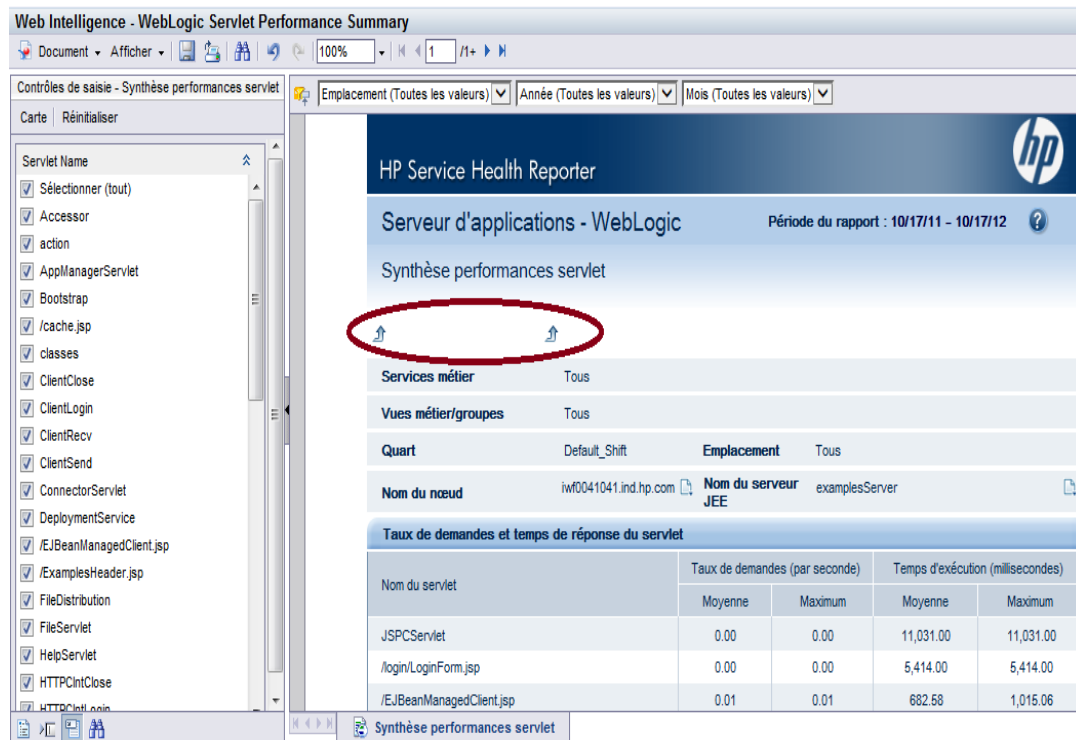 Web Intelligence - WebLogic Servlet Performance Summary
Document Afficher 100% 1 /1+
Contrôles de saisie - Synthèse performances servlet
Carte Réinitialiser
Servlet Name
Sélectionner (tout)
Accessor
action
AppManagerServlet
Bootstrap
/cache.jsp
classes
ClientClose
ClientLogin
ClientRecv
ClientSend
ConnectorServlet
DeploymentService
/EJBeanManagedClient.jsp
/ExamplesHeader.jsp
FileDistribution
FileServlet
HelpServlet
HTTPClntClose
HTTPClntLogin
Emplacement (Toutes les valeurs) Année (Toutes les valeurs) Mois (Toutes les valeurs)
HP Service Health Reporter
hp
Serveur d'applications - WebLogic Période du rapport : 10/17/11 - 10/17/12 ?
Synthèse performances servlet
Services métier Tous
Vues métier/groupes Tous
Quart Default_Shift Emplacement Tous
Nom du nœud iwf0041041.ind.hp.com Nom du serveur JEE examplesServer
Taux de demandes et temps de réponse du servlet
Nom du servlet Taux de demandes (par seconde) Temps d'exécution (millisecondes)
Moyenne Maximum Moyenne Maximum
JSPCServlet 0.00 0.00 11,031.00 11,031.00
/login/LoginForm.jsp 0.00 0.00 5,414.00 5,414.00
/EJBeanManagedClient.jsp 0.01 0.01 682.58 1,015.06
Synthèse performances servlet